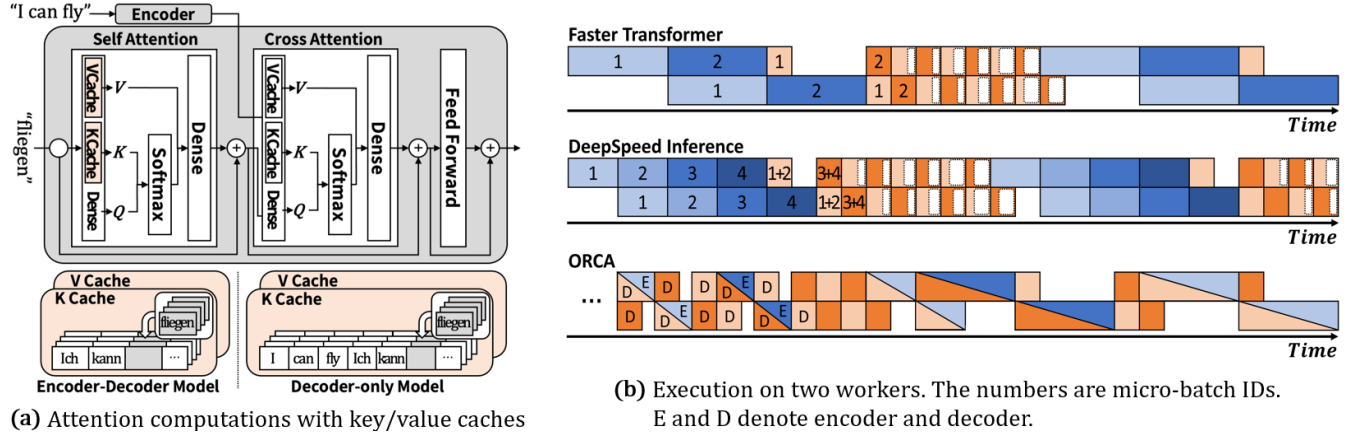 "I can fly"
Encoder
Self Attention
Cross Attention
"fliegen"
VCache
V
KCache
K
Dense
Q
Softmax
Dense
VCache
V
KCache
K
Dense
Q
Softmax
Dense
Feed Forward
V Cache
K Cache
fliegen
Ich kann ...
Encoder-Decoder Model
V Cache
K Cache
fliegen
I can fly Ich kann ...
Decoder-only Model
(a) Attention computations with key/value caches
Faster Transformer
1 2 1 2
1 2 1 2
Time
DeepSpeed Inference
1 2 3 4 1+2 3+4
1 2 3 4 1+2 3+4
Time
ORCA
...
D E D D D E D
D D E D D D E D
Time
(b) Execution on two workers. The numbers are micro-batch IDs.
E and D denote encoder and decoder.